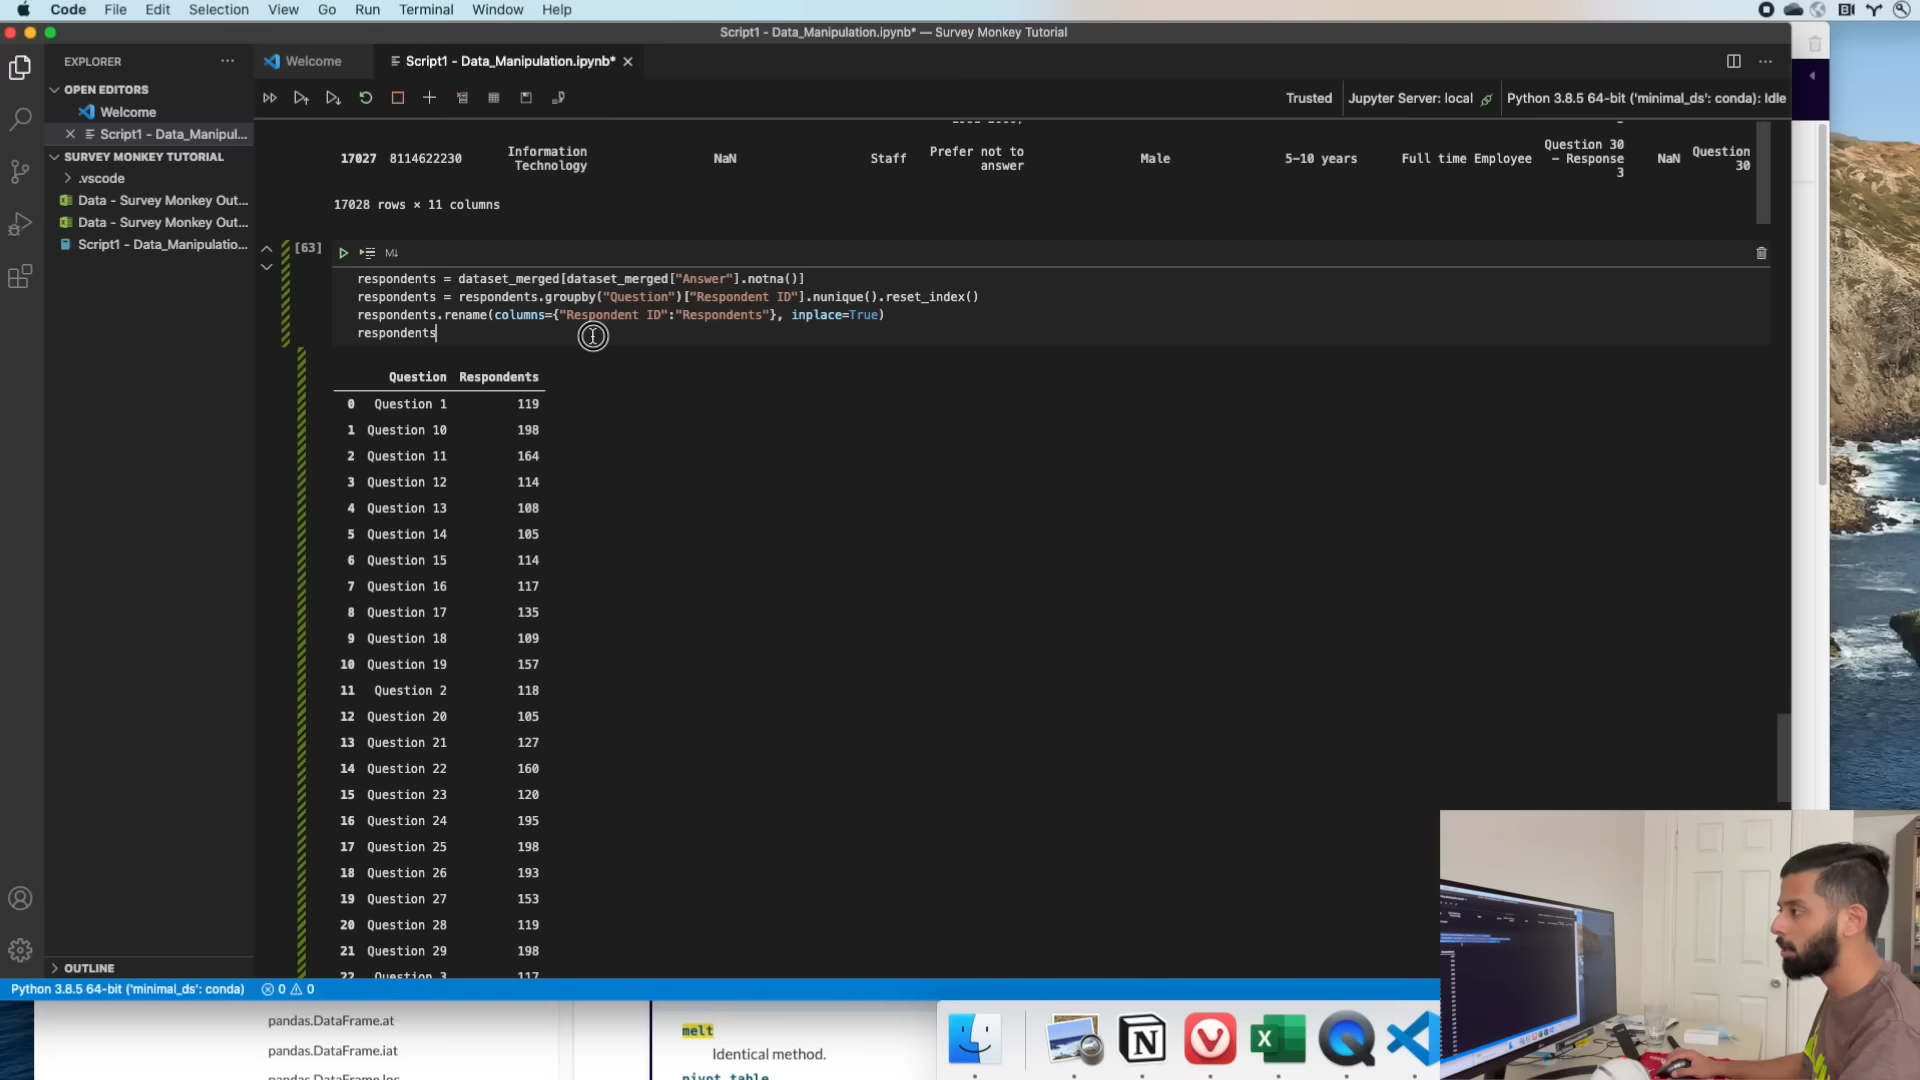 Code File Edit Selection View Go Run Terminal Window Help
Script1 - Data_Manipulation.ipynb* — Survey Monkey Tutorial
EXPLORER
Welcome
Script1 - Data_Manipulation.ipynb*
OPEN EDITORS
Welcome
Script1 - Data_Manipul...
SURVEY MONKEY TUTORIAL
.vscode
Data - Survey Monkey Out...
Data - Survey Monkey Out...
Script1 - Data_Manipulatio...
OUTLINE
Trusted Jupyter Server: local Python 3.8.5 64-bit ('minimal_ds': conda): Idle
17027 8114622230 Information Technology NaN Staff Prefer not to answer Male 5-10 years Full time Employee Question 30 - Response 3 NaN Question 30
17028 rows × 11 columns
[63]
M↓
respondents = dataset_merged[dataset_merged["Answer"].notna()]
respondents = respondents.groupby("Question")["Respondent ID"].nunique().reset_index()
respondents.rename(columns={"Respondent ID":"Respondents"}, inplace=True)
respondents
Question Respondents
0 Question 1 119
1 Question 10 198
2 Question 11 164
3 Question 12 114
4 Question 13 108
5 Question 14 105
6 Question 15 114
7 Question 16 117
8 Question 17 135
9 Question 18 109
10 Question 19 157
11 Question 2 118
12 Question 20 105
13 Question 21 127
14 Question 22 160
15 Question 23 120
16 Question 24 195
17 Question 25 198
18 Question 26 193
19 Question 27 153
20 Question 28 119
21 Question 29 198
22 Question 3 117
Python 3.8.5 64-bit ('minimal_ds': conda) 0 0
pandas.DataFrame.at
pandas.DataFrame.iat
pandas.DataFrame.loc
melt
Identical method.
pivot_table